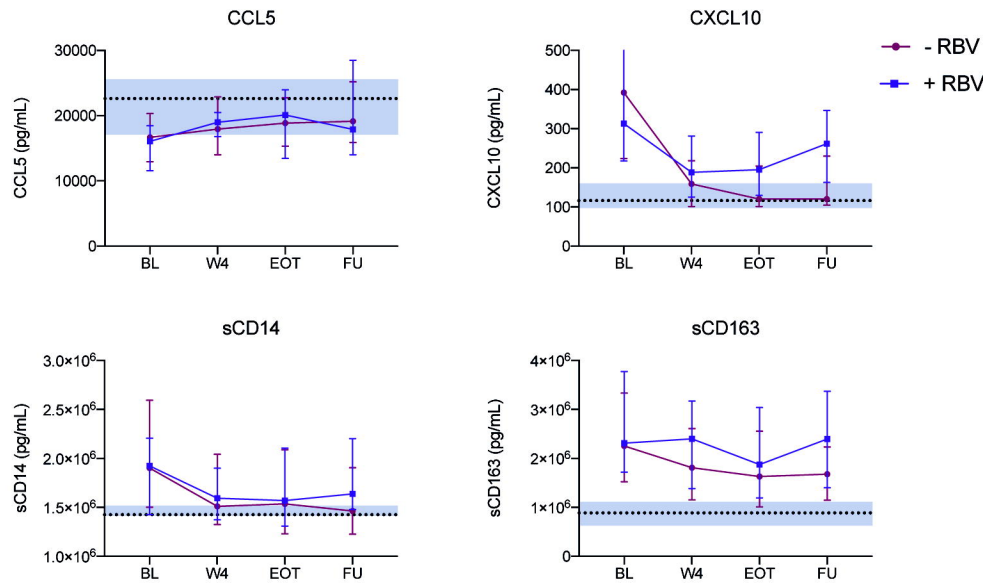 CCL5
CCL5 (pg/mL)
30000
20000
10000
0
BL W4 EOT FU
CXCL10
CXCL10 (pg/mL)
500
400
300
200
100
0
BL W4 EOT FU
- RBV
+ RBV
sCD14
sCD14 (pg/mL)
3.0×10⁶
2.5×10⁶
2.0×10⁶
1.5×10⁶
1.0×10⁶
BL W4 EOT FU
sCD163
sCD163 (pg/mL)
4×10⁶
3×10⁶
2×10⁶
1×10⁶
0
BL W4 EOT FU